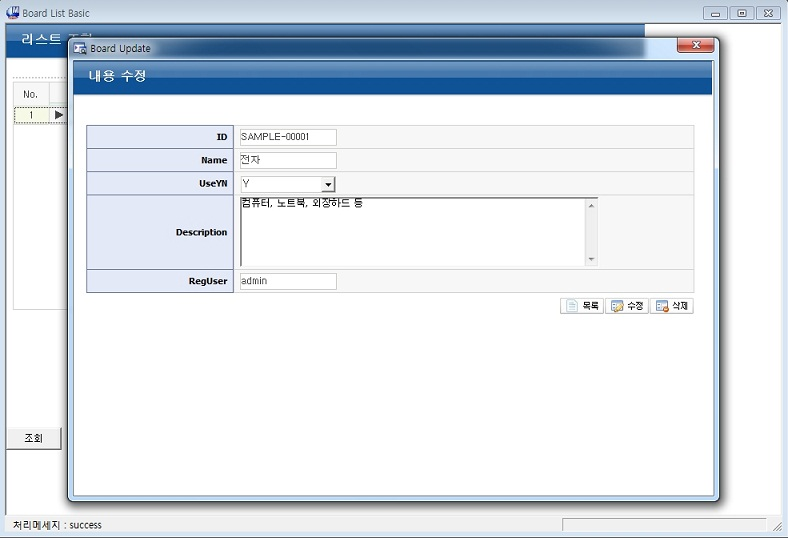 Board List Basic
리스트
Board Update
내용 수정
No.
1
ID SAMPLE-00001
Name 전자
UseYN Y
Description 컴퓨터, 노트북, 외장하드 등
RegUser admin
목록 수정 삭제
조회
처리메세지 : success